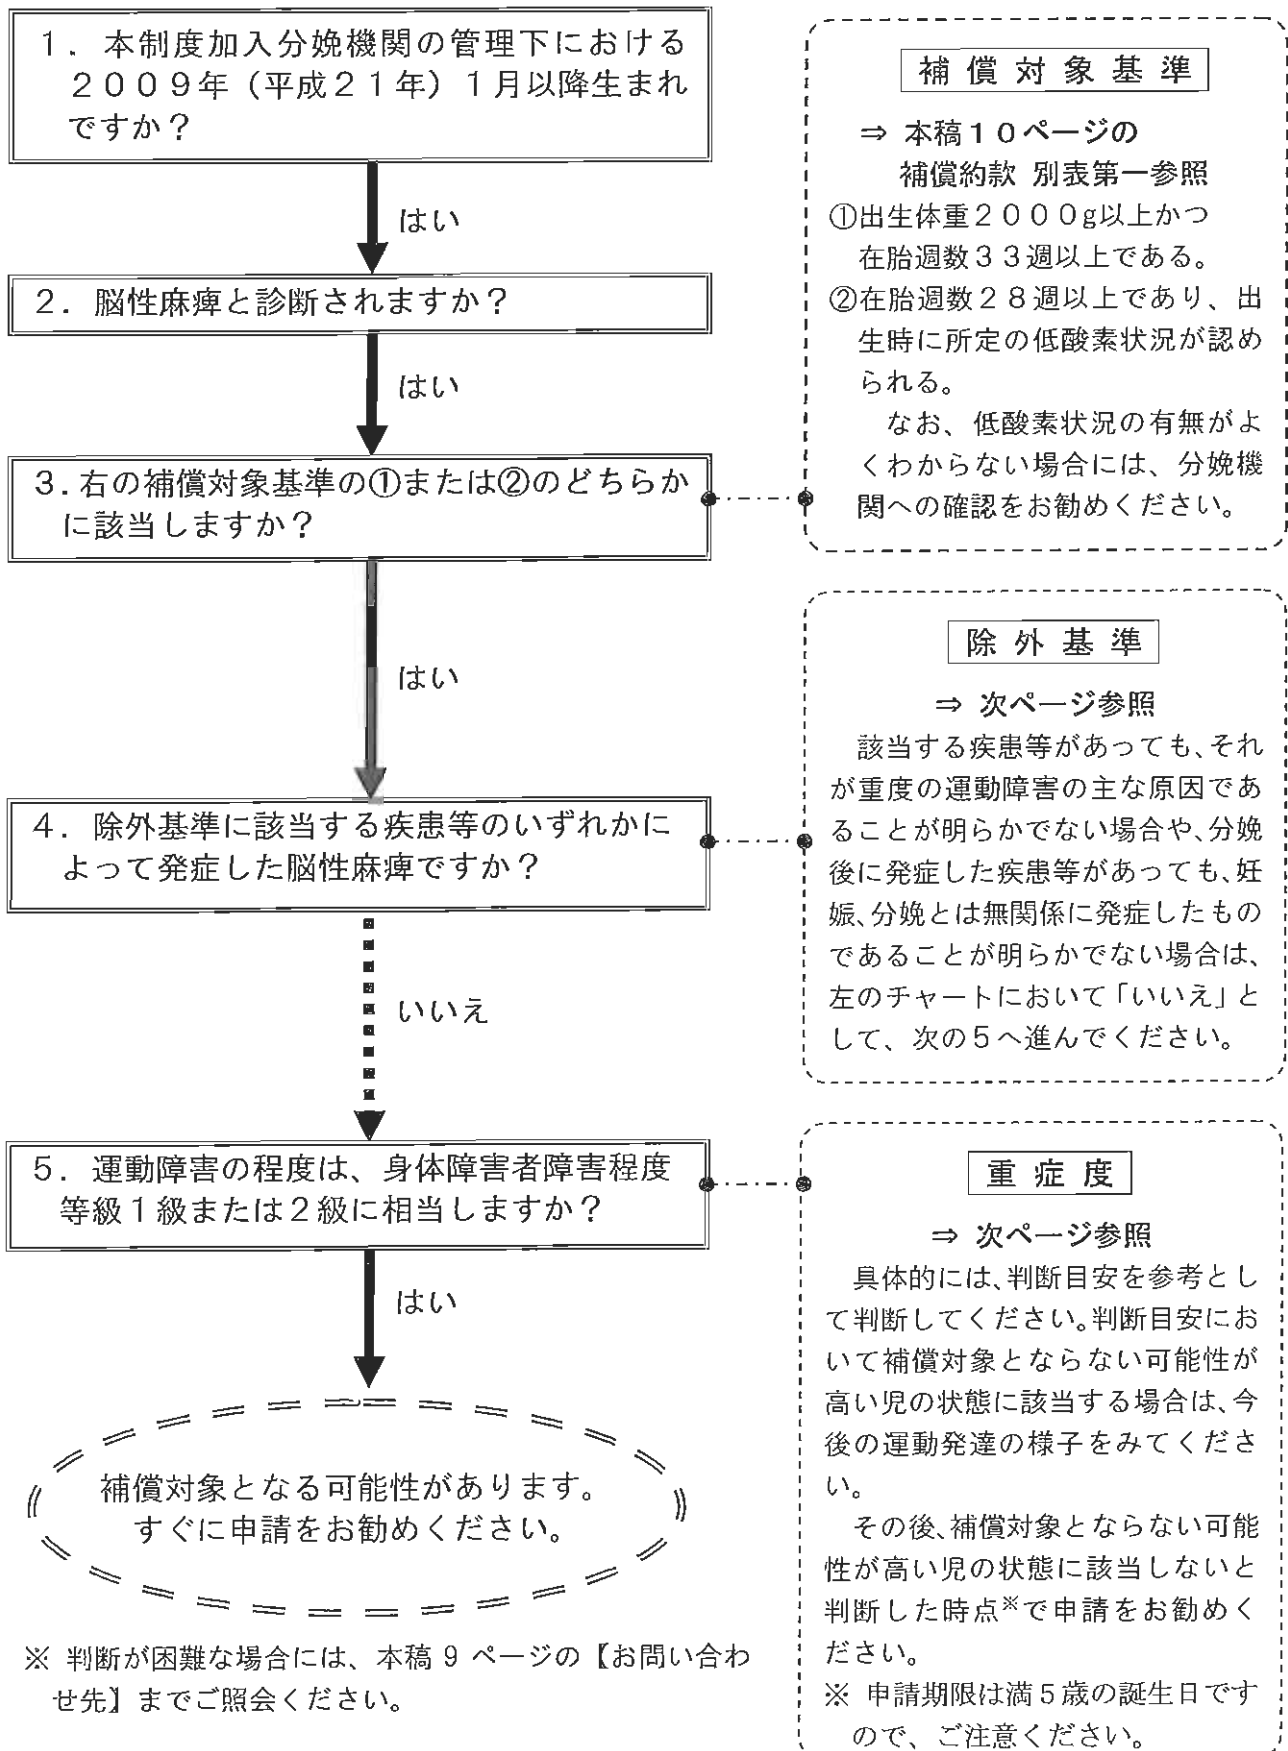 1．本制度加入分娩機関の管理下における
２００９年（平成２１年）１月以降生まれ
ですか？
はい
2．脳性麻痺と診断されますか？
はい
3．右の補償対象基準の①または②のどちらか
に該当しますか？
はい
4．除外基準に該当する疾患等のいずれかに
よって発症した脳性麻痺ですか？
いいえ
5．運動障害の程度は、身体障害者障害程度
等級１級または２級に相当しますか？
はい
補償対象となる可能性があります。
すぐに申請をお勧めください。
※ 判断が困難な場合には、本稿 9 ページの【お問い合わ
せ先】までご照会ください。
補償対象基準
⇒ 本稿１０ページの
補償約款 別表第一参照
①出生体重２０００g以上かつ
在胎週数３３週以上である。
②在胎週数２８週以上であり、出
生時に所定の低酸素状況が認め
られる。
なお、低酸素状況の有無がよ
くわからない場合には、分娩機
関への確認をお勧めください。
除外基準
⇒ 次ページ参照
該当する疾患等があっても、それ
が重度の運動障害の主な原因であ
ることが明らかでない場合や、分娩
後に発症した疾患等があっても、妊
娠、分娩とは無関係に発症したもの
であることが明らかでない場合は、
左のチャートにおいて「いいえ」と
して、次の５へ進んでください。
重症度
⇒ 次ページ参照
具体的には、判断目安を参考とし
て判断してください。判断目安にお
いて補償対象とならない可能性が
高い児の状態に該当する場合は、今
後の運動発達の様子をみてくださ
い。
その後、補償対象とならない可能
性が高い児の状態に該当しないと
判断した時点※で申請をお勧めく
ださい。
※ 申請期限は満５歳の誕生日です
ので、ご注意ください。